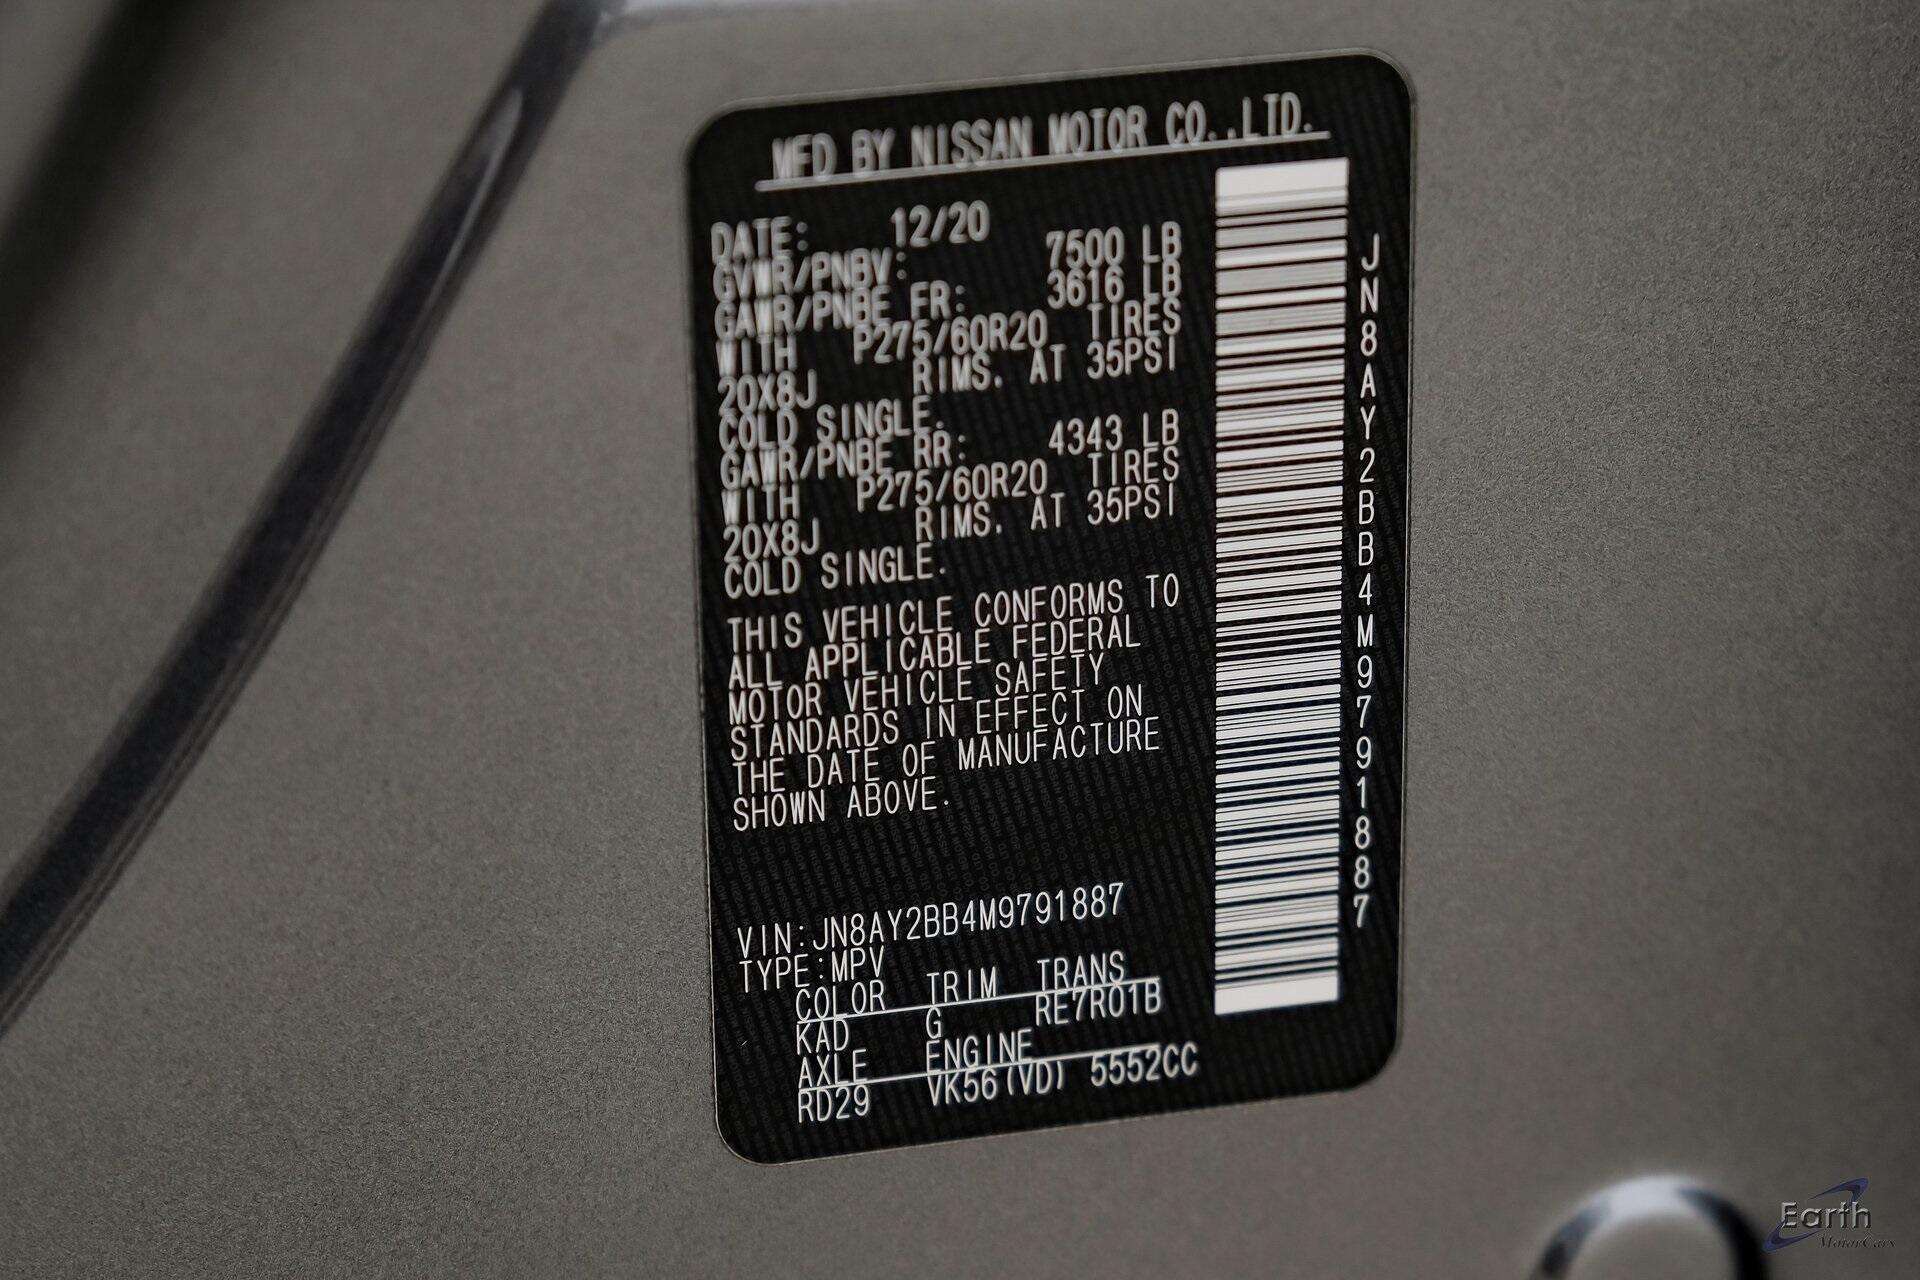 MFD BY NISSAN MOTOR CO.,LTD.
DATE: 12/20
GVWR/PNBV: 7500 LB
GAWR/PNBE FR: 3616 LB
WITH P275/60R20 TIRES
20X8J RIMS. AT 35PSI
COLD SINGLE.
GAWR/PNBE RR: 4343 LB
WITH P275/60R20 TIRES
20X8J RIMS. AT 35PSI
COLD SINGLE.
THIS VEHICLE CONFORMS TO
ALL APPLICABLE FEDERAL
MOTOR VEHICLE SAFETY
STANDARDS IN EFFECT ON
THE DATE OF MANUFACTURE
SHOWN ABOVE.
VIN:JN8AY2BB4M9791887
TYPE:MPV
COLOR TRIM TRANS
KAD G RE7R01B
AXLE ENGINE
RD29 VK56(VD) 5552CC
JN8AY2BB4M9791887
Earth
MotorCars